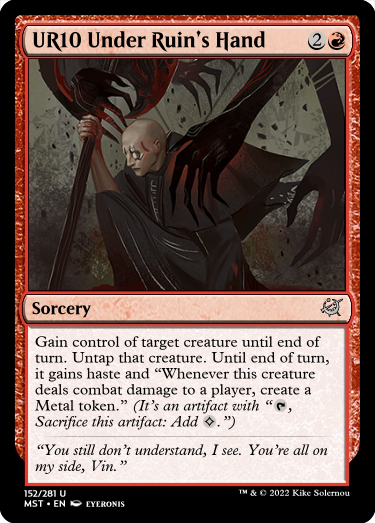 UR10 Under Ruin's Hand 2
Sorcery
Gain control of target creature until end of
turn. Untap that creature. Until end of turn,
it gains haste and “Whenever this creature
deals combat damage to a player, create a
Metal token.” (It's an artifact with “, 
Sacrifice this artifact: Add .”)
“You still don't understand, I see. You're all on
my side, Vin.”
152/281 U
MST • EN EYERONIS
™ & © 2022 Kike Solernou